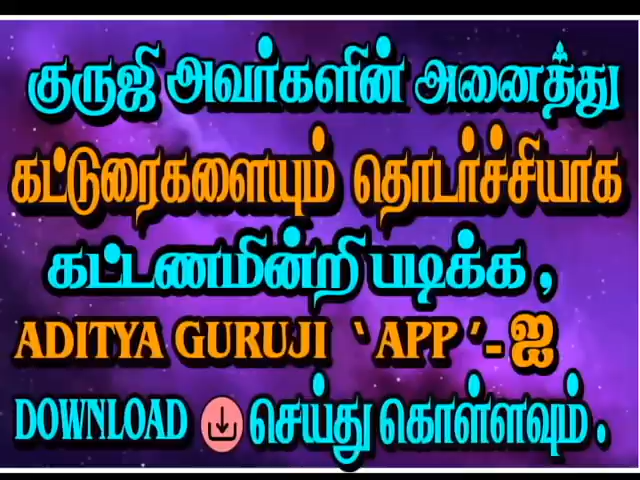 குருஜி அவர்களின் அனைத்து
கட்டுரைகளையும் தொடர்ச்சியாக
கட்டணமின்றி படிக்க ,
ADITYA GURUJI ' APP '-ஐ
DOWNLOAD செய்து கொள்ளவும் .